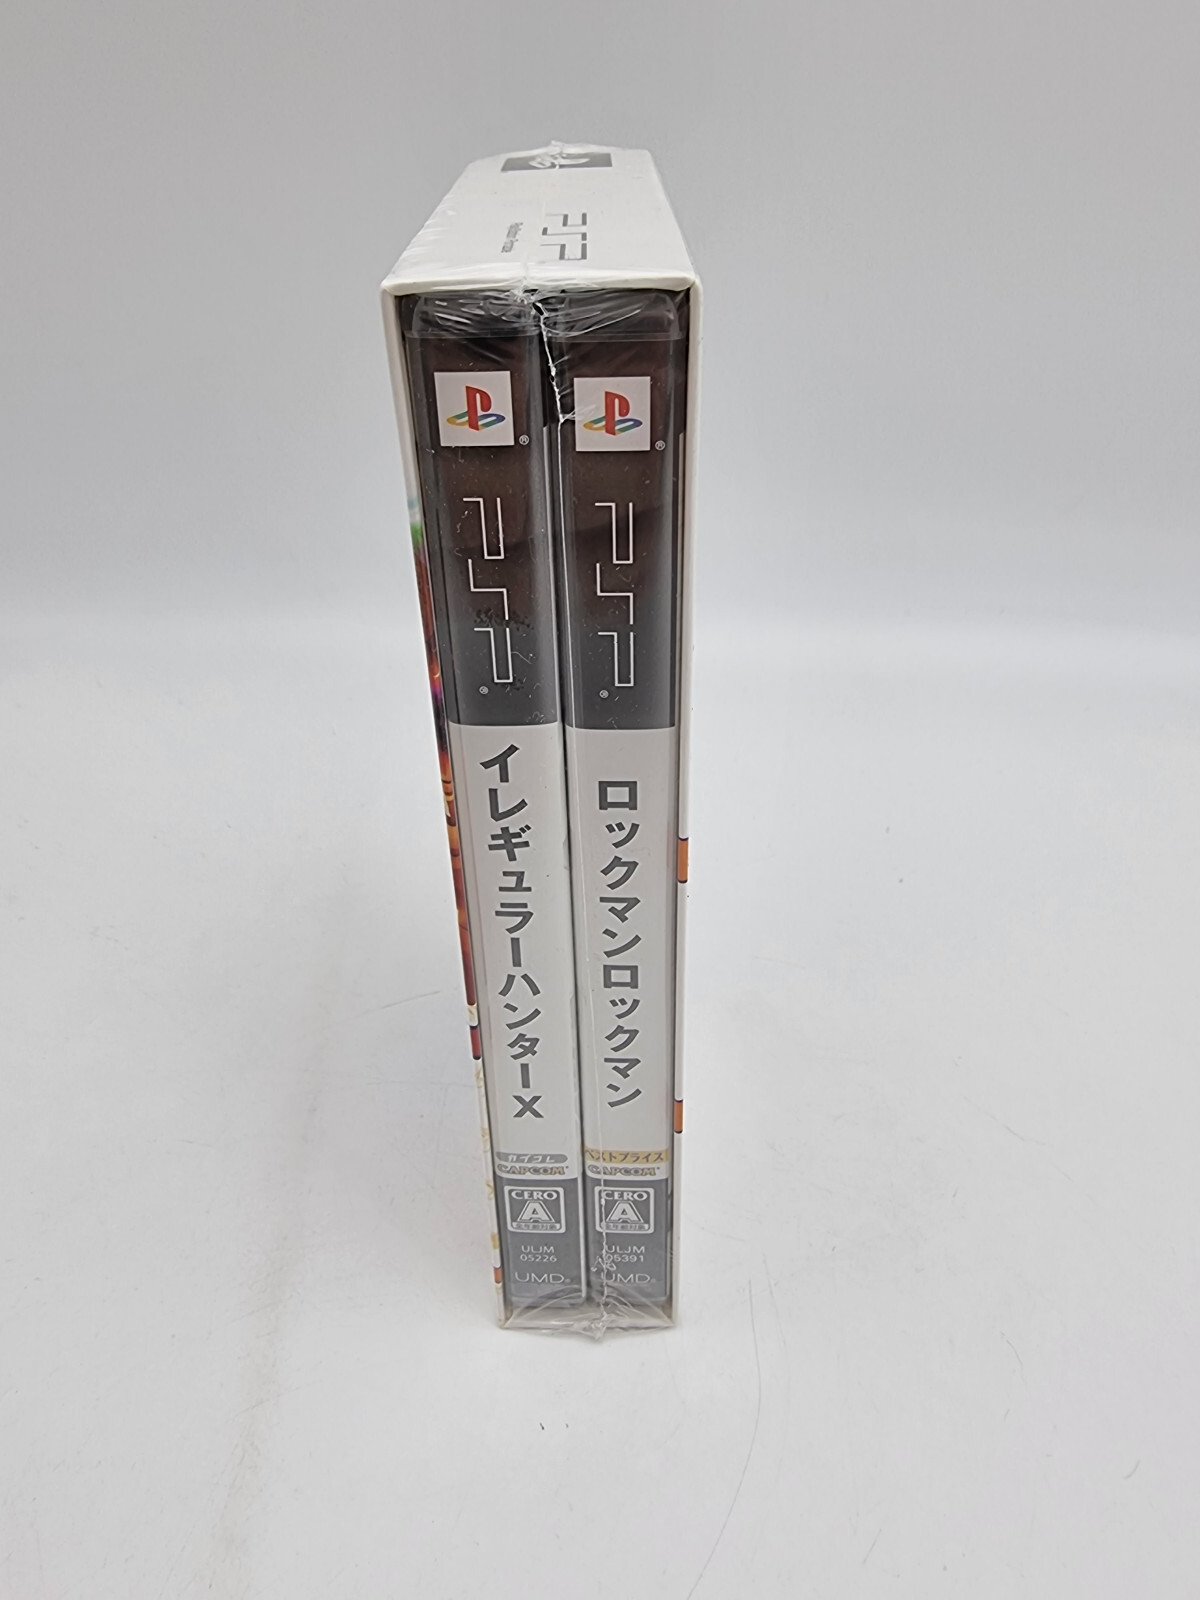 PSP
PSP
®
®
イレギュラーハンターX
カプコレ
CAPCOM
CERO
A
ULJM
05226
UMD
PSP
®
®
ロックマンロックマン
ベストプライス
CAPCOM
CERO
A
ULJM
05391
UMD